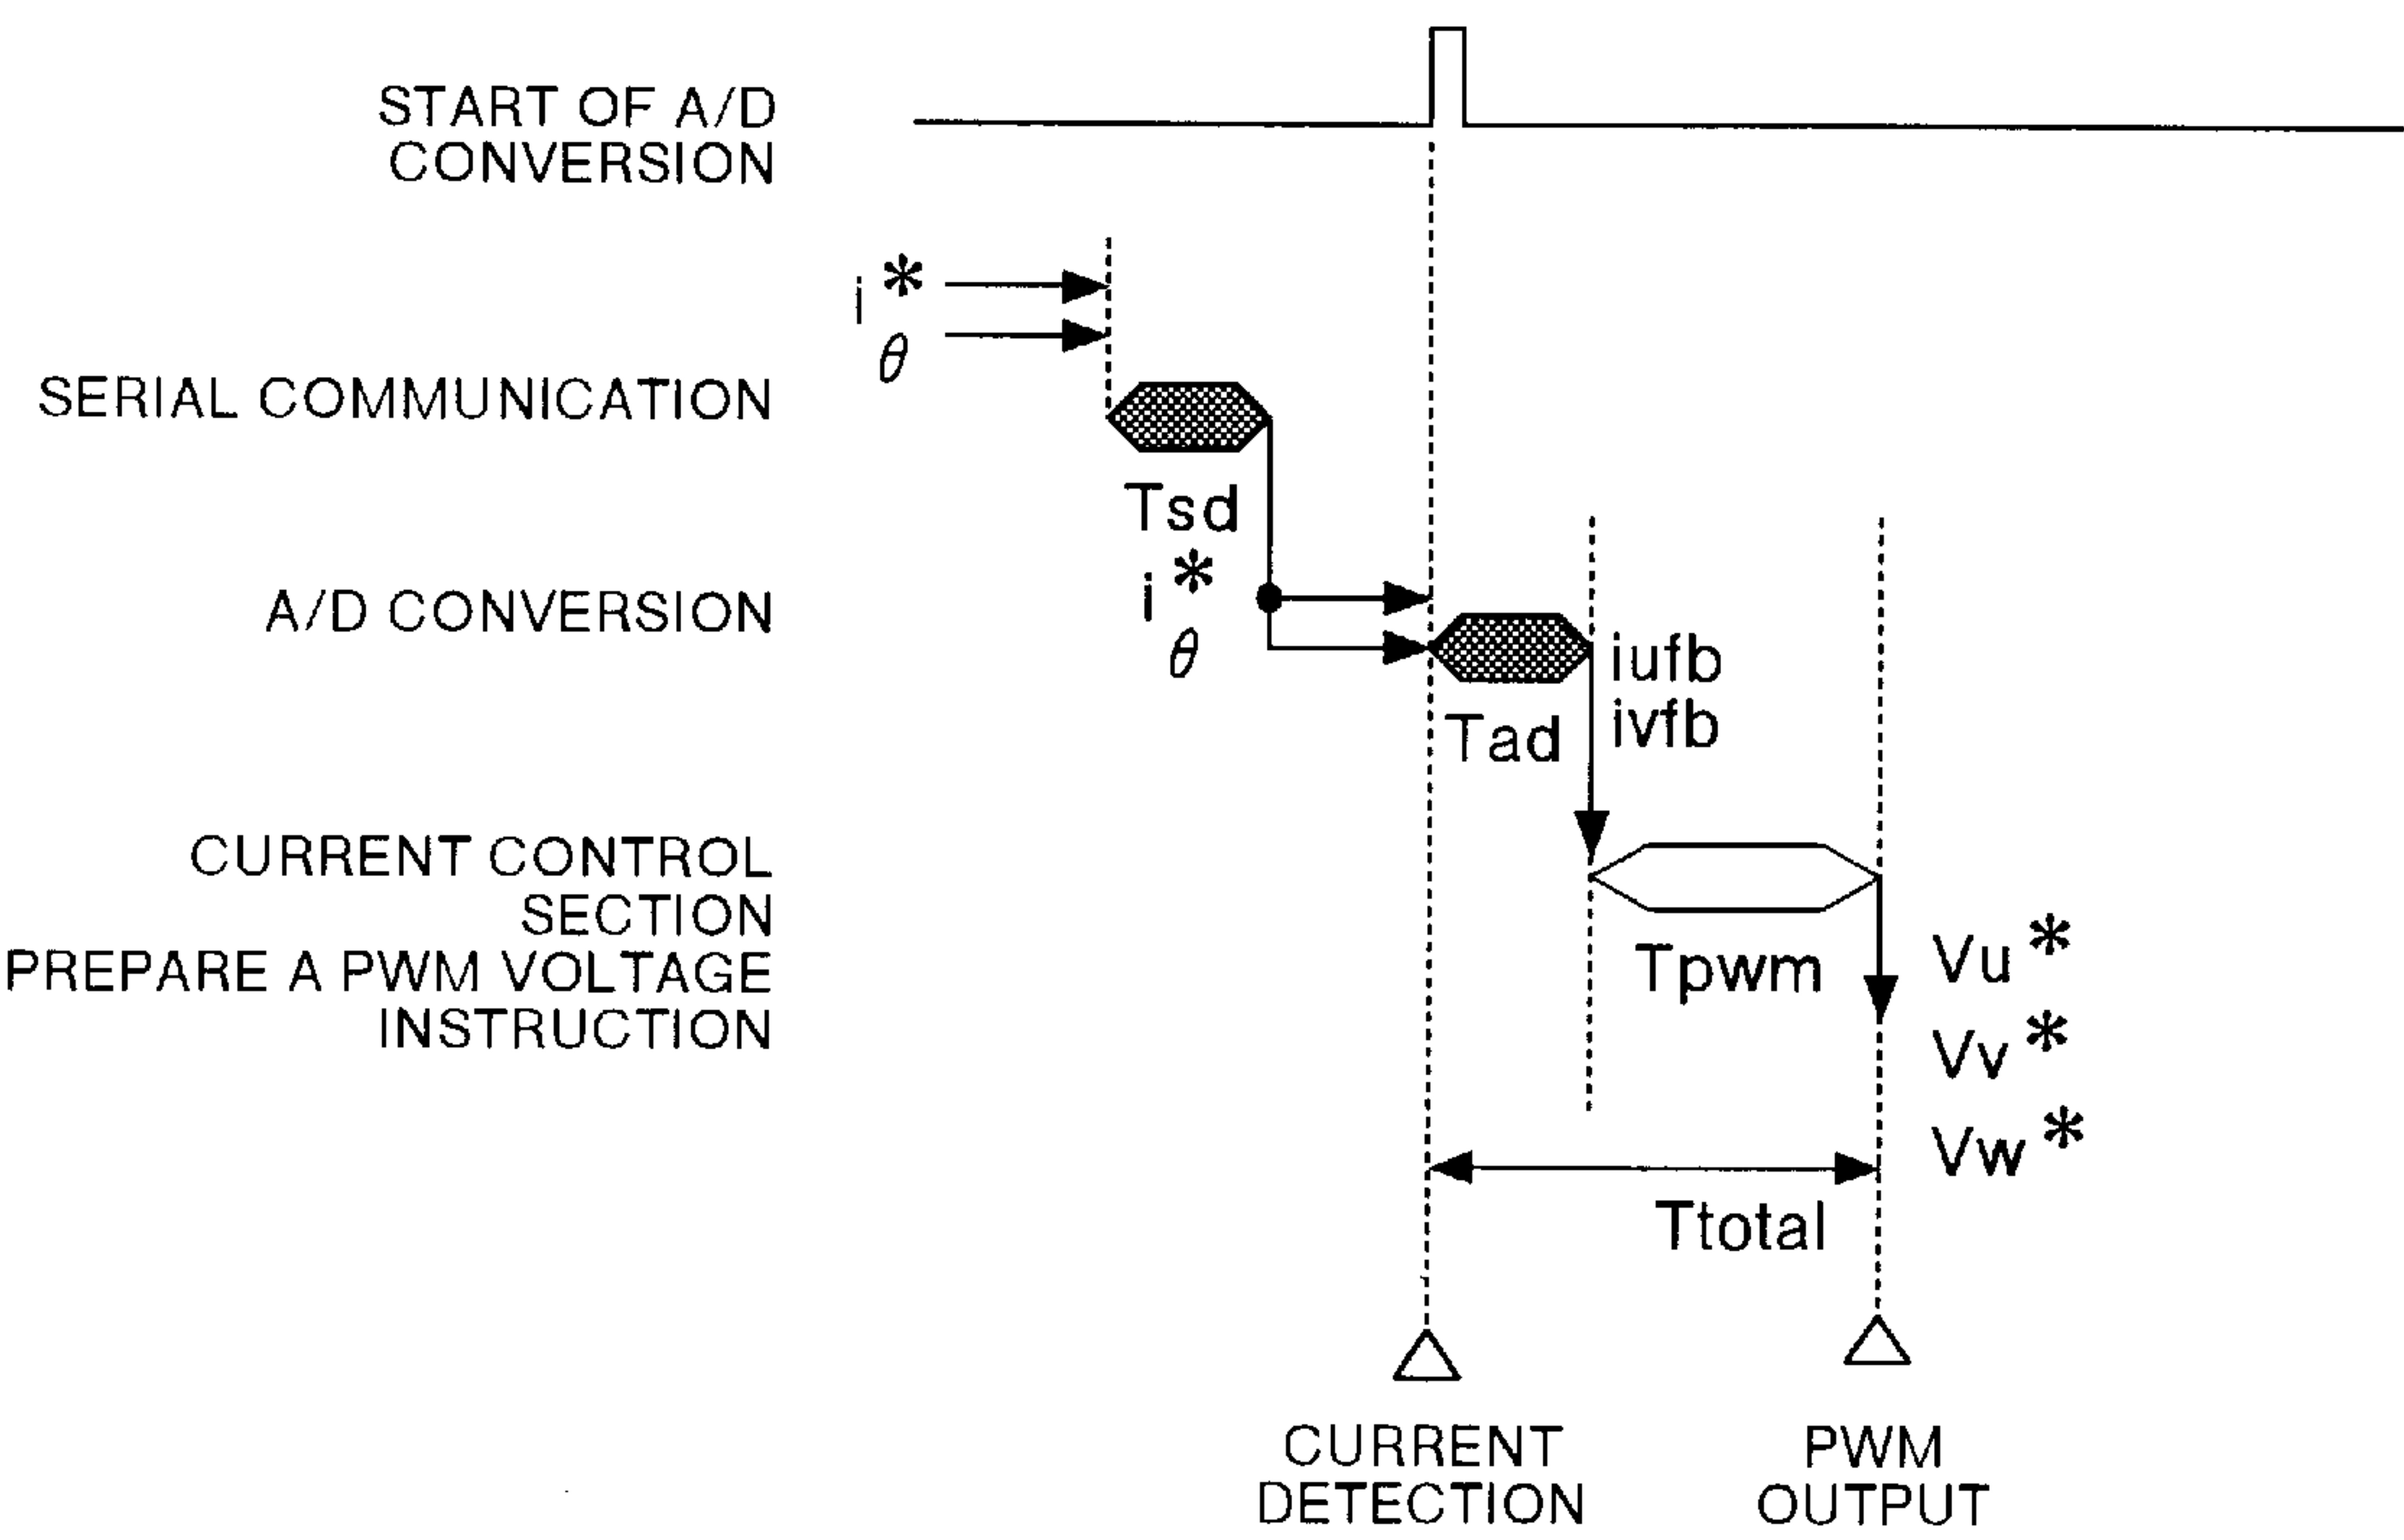 START OF A/D
CONVERSION
i*
θ
SERIAL COMMUNICATION
Tsd
i*
θ
A/D CONVERSION
iufb
ivfb
Tad
CURRENT CONTROL
SECTION
PREPARE A PWM VOLTAGE
INSTRUCTION
Tpwm
Vu*
Vv*
Vw*
Ttotal
CURRENT
DETECTION
PWM
OUTPUT